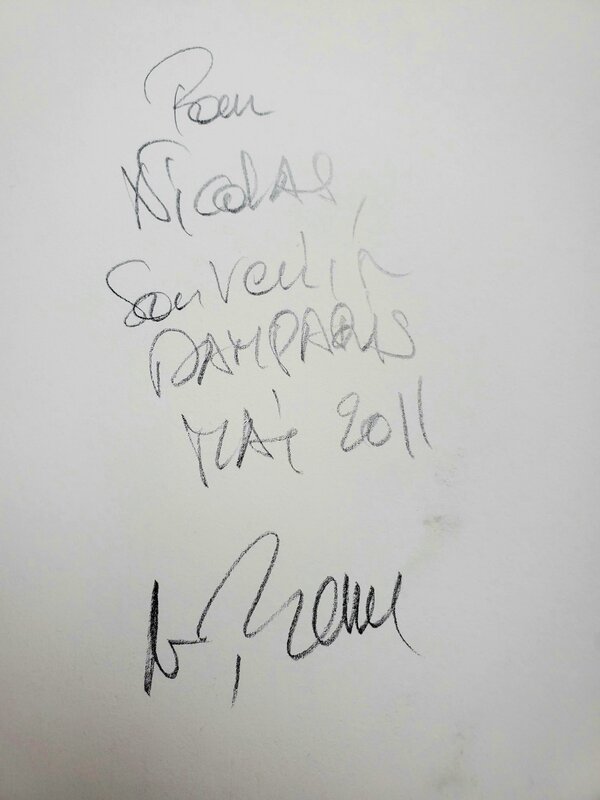 Pour
Nicolas,
Souvenir
DAMPARIS
MAI 2011